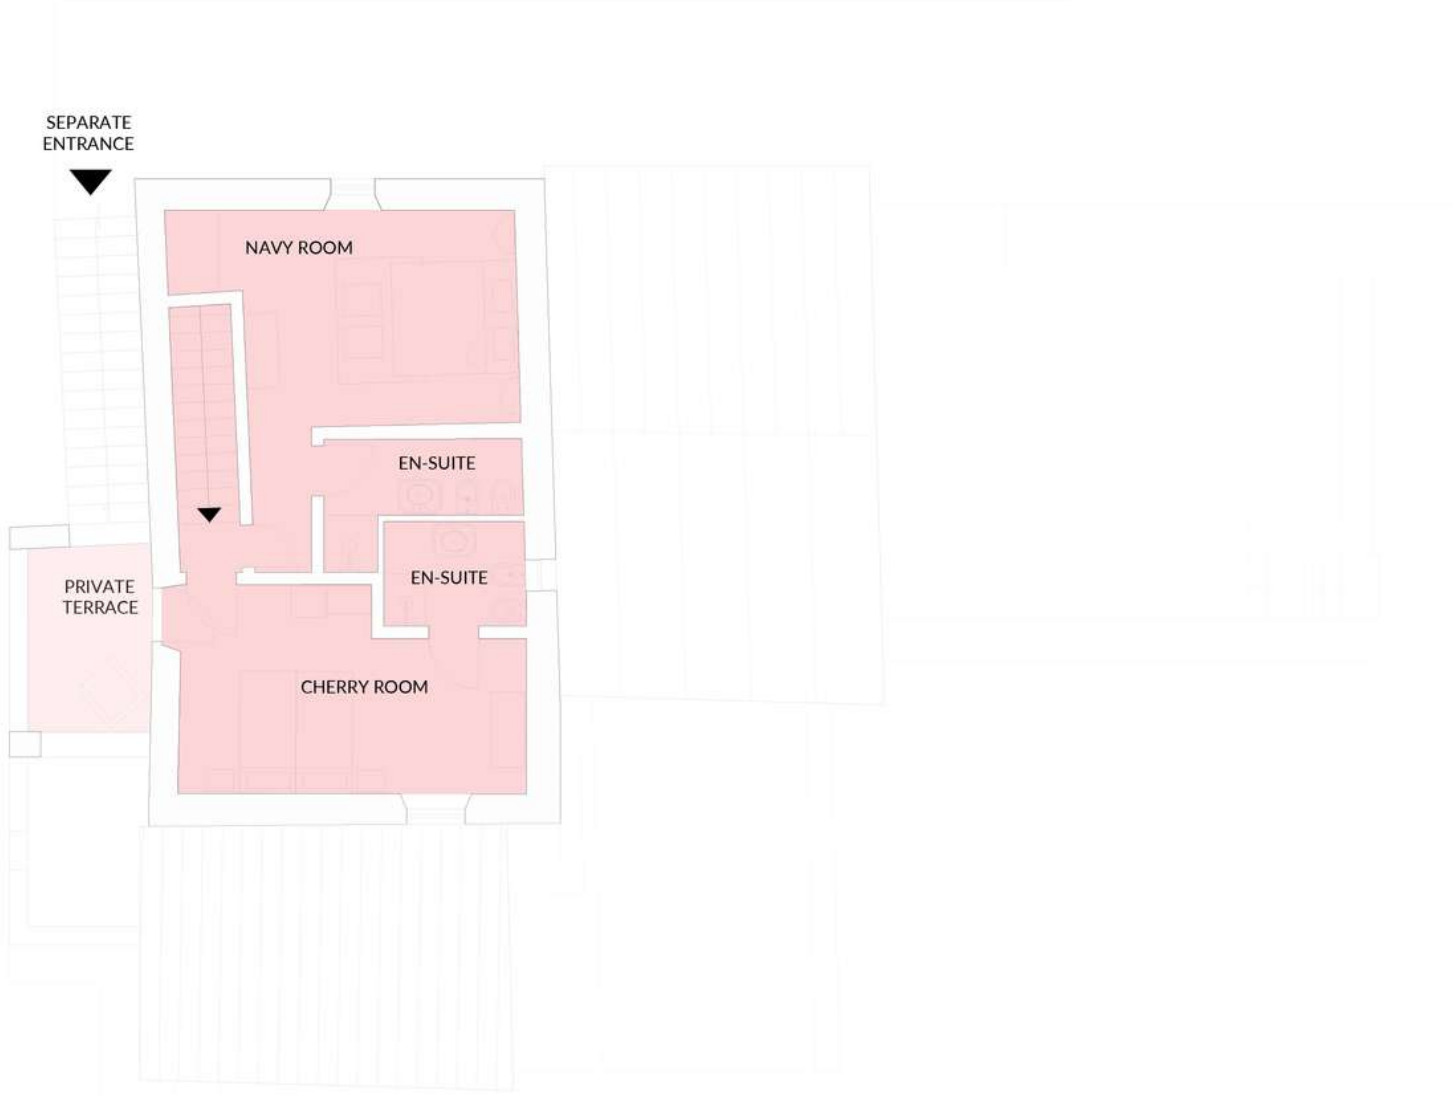 SEPARATE
ENTRANCE
NAVY ROOM
EN-SUITE
EN-SUITE
PRIVATE
TERRACE
CHERRY ROOM